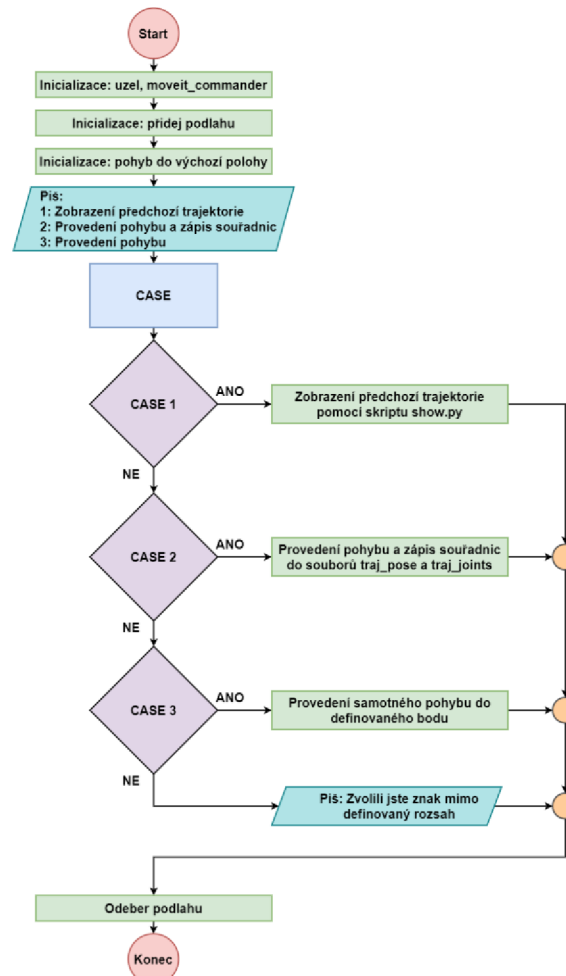 Start
Inicializace: uzel, moveit_commander
Inicializace: přidej podlahu
Inicializace: pohyb do výchozí polohy
Piš:
1: Zobrazení předchozí trajektorie
2: Provedení pohybu a zápis souřadnic
3: Provedení pohybu
CASE
CASE 1
ANO
Zobrazení předchozí trajektorie
pomocí skriptu show.py
NE
CASE 2
ANO
Provedení pohybu a zápis souřadnic
do souborů traj_pose a traj_joints
NE
CASE 3
ANO
Provedení samotného pohybu do
definovaného bodu
NE
Piš: Zvolili jste znak mimo
definovaný rozsah
Odeber podlahu
Konec